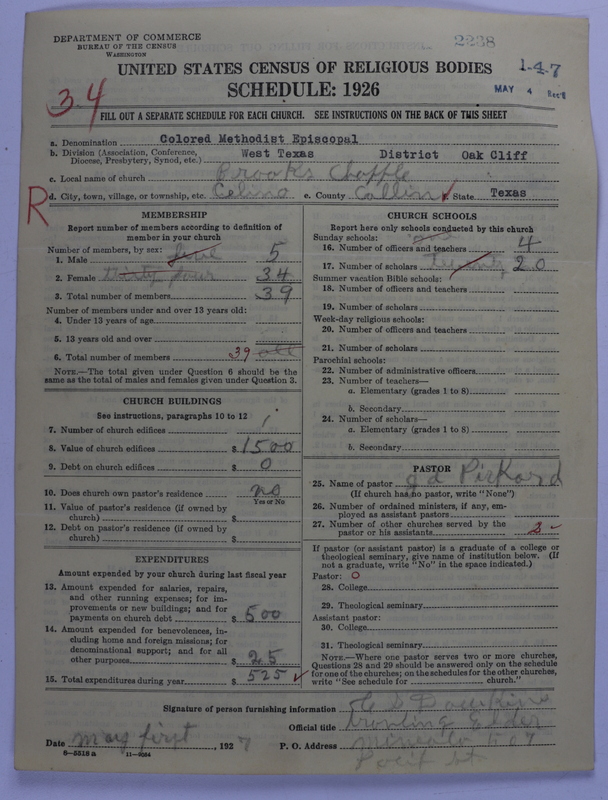 DEPARTMENT OF COMMERCE
BUREAU OF THE CENSUS
WASHINGTON
2238
1-4-7
MAY 4
UNITED STATES CENSUS OF RELIGIOUS BODIES
SCHEDULE: 1926
34
FILL OUT A SEPARATE SCHEDULE FOR EACH CHURCH. SEE INSTRUCTIONS ON THE BACK OF THIS SHEET
a. Denomination Colored Methodist Episcopal
b. Division (Association, Conference, Diocese, Presbytery, Synod, etc.) West Texas District Oak Cliff
c. Local name of church Brooks Chapple
R
d. City, town, village, or township, etc. Celina e. County Collin f. State Texas
MEMBERSHIP
Report number of members according to definition of
member in your church
Number of members, by sex:
1. Male five 5
2. Female thirty four 34
3. Total number of members 39
Number of members under and over 13 years old:
4. Under 13 years of age
5. 13 years old and over
6. Total number of members 39 all
NOTE.—The total given under Question 6 should be the
same as the total of males and females given under Question 3.
CHURCH BUILDINGS
See instructions, paragraphs 10 to 12
7. Number of church edifices 1
8. Value of church edifices $ 1500
9. Debt on church edifices $ 0
10. Does church own pastor's residence no
Yes or No
11. Value of pastor's residence (if owned by
church) $
12. Debt on pastor's residence (if owned by
church) $
EXPENDITURES
Amount expended by your church during last fiscal year
13. Amount expended for salaries, repairs,
and other running expenses; for im-
provements or new buildings; and for
payments on church debt $ 500
14. Amount expended for benevolences, in-
cluding home and foreign missions; for
denominational support; and for all
other purposes $ 25
15. Total expenditures during year $ 525
CHURCH SCHOOLS
Report here only schools conducted by this church
Sunday schools:
16. Number of officers and teachers 4
17. Number of scholars twenty 20
Summer vacation Bible schools:
18. Number of officers and teachers
19. Number of scholars
Week-day religious schools:
20. Number of officers and teachers
21. Number of scholars
Parochial schools:
22. Number of administrative officers
23. Number of teachers—
a. Elementary (grades 1 to 8)
b. Secondary
24. Number of scholars—
a. Elementary (grades 1 to 8)
b. Secondary
PASTOR
25. Name of pastor J d Pickard
(If church has no pastor, write "None")
26. Number of ordained ministers, if any, em-
ployed as assistant pastors
27. Number of other churches served by the
pastor or his assistants 2
If pastor (or assistant pastor) is a graduate of a college or
theological seminary, give name of institution below. (If
not a graduate, write "No" in the space indicated.)
Pastor: O
28. College
29. Theological seminary
Assistant pastor:
30. College
31. Theological seminary
NOTE.—Where one pastor serves two or more churches,
Questions 28 and 29 should be answered only on the schedule
for one of the churches; on the schedules for the other churches,
write "See schedule for church."
Signature of person furnishing information
Official title Elder
Date may first, 1927 P. O. Address 507
st
8-5518 a 11-9064